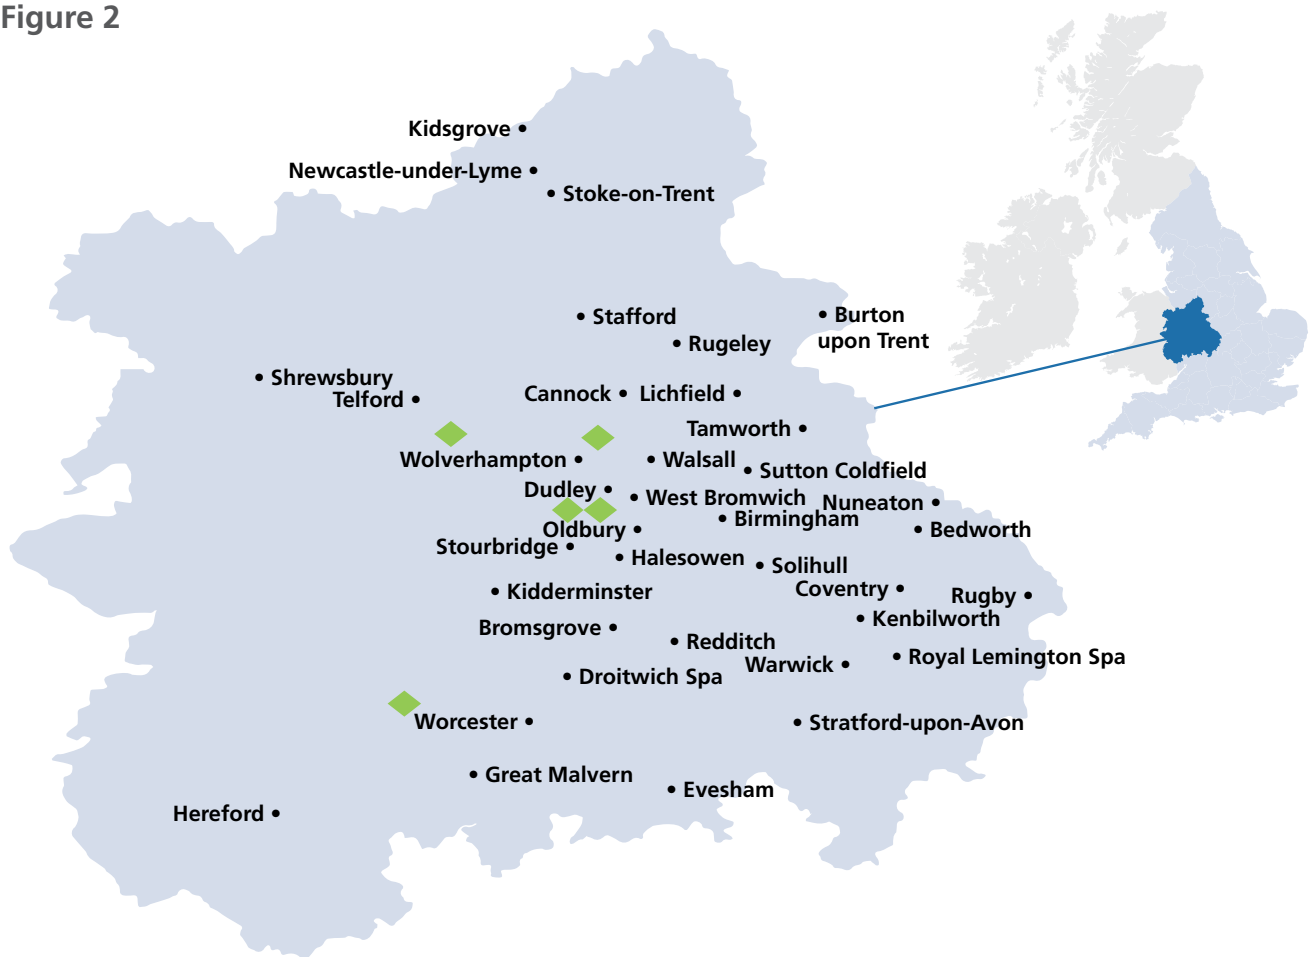 Figure 2
Kidsgrove
Newcastle-under-Lyme
Stoke-on-Trent
Stafford
Burton
upon Trent
Rugeley
Shrewsbury
Telford
Cannock
Lichfield
Tamworth
Wolverhampton
Walsall
Sutton Coldfield
Dudley
West Bromwich
Nuneaton
Birmingham
Oldbury
Bedworth
Stourbridge
Halesowen
Solihull
Coventry
Kidderminster
Rugby
Kenbilworth
Bromsgrove
Redditch
Royal Lemington Spa
Warwick
Droitwich Spa
Worcester
Stratford-upon-Avon
Great Malvern
Evesham
Hereford